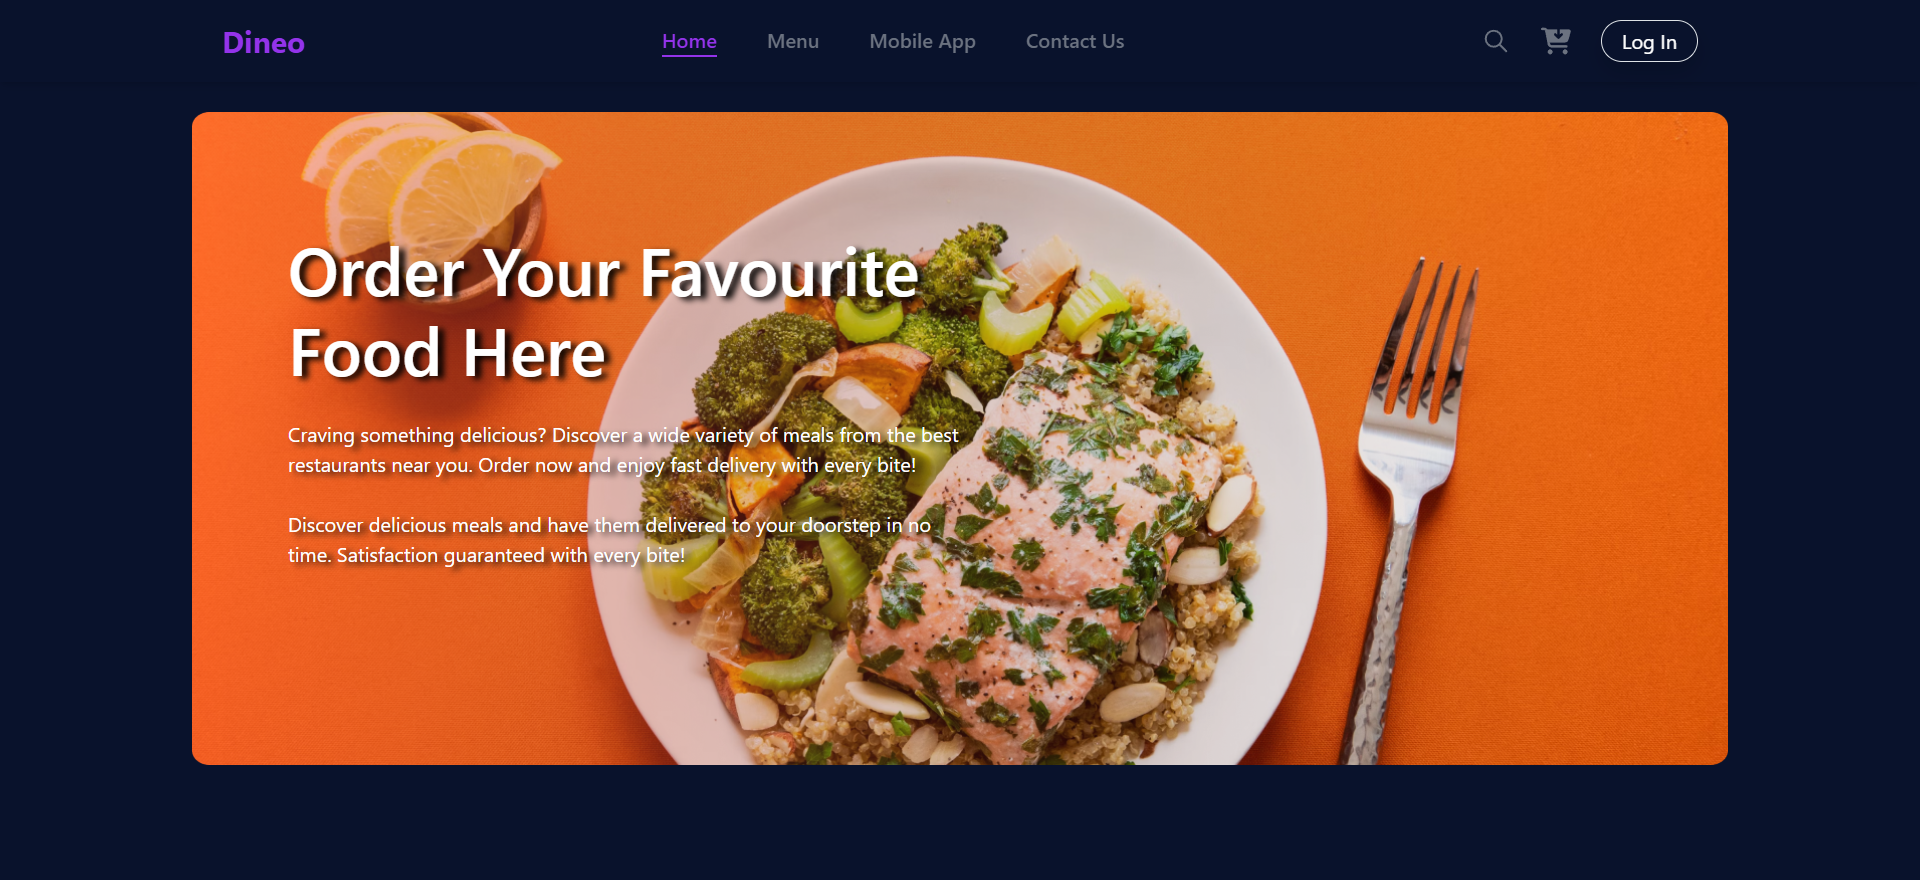 Dineo
Home
Menu
Mobile App
Contact Us
Log In
Order Your Favourite
Food Here
Craving something delicious? Discover a wide variety of meals from the best
restaurants near you. Order now and enjoy fast delivery with every bite!
Discover delicious meals and have them delivered to your doorstep in no
time. Satisfaction guaranteed with every bite!